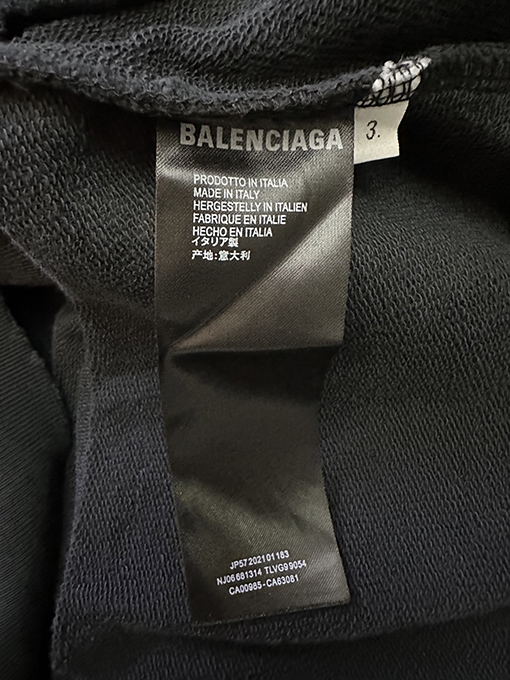 BALENCIAGA
3.
PRODOTTO IN ITALIA
MADE IN ITALY
HERGESTELLY IN ITALIEN
FABRIQUE EN ITALIE
HECHO EN ITALIA
イタリア製
产地:意大利
JP57202101183
NJ06681314 TLVG99054
CA00985-CA63081